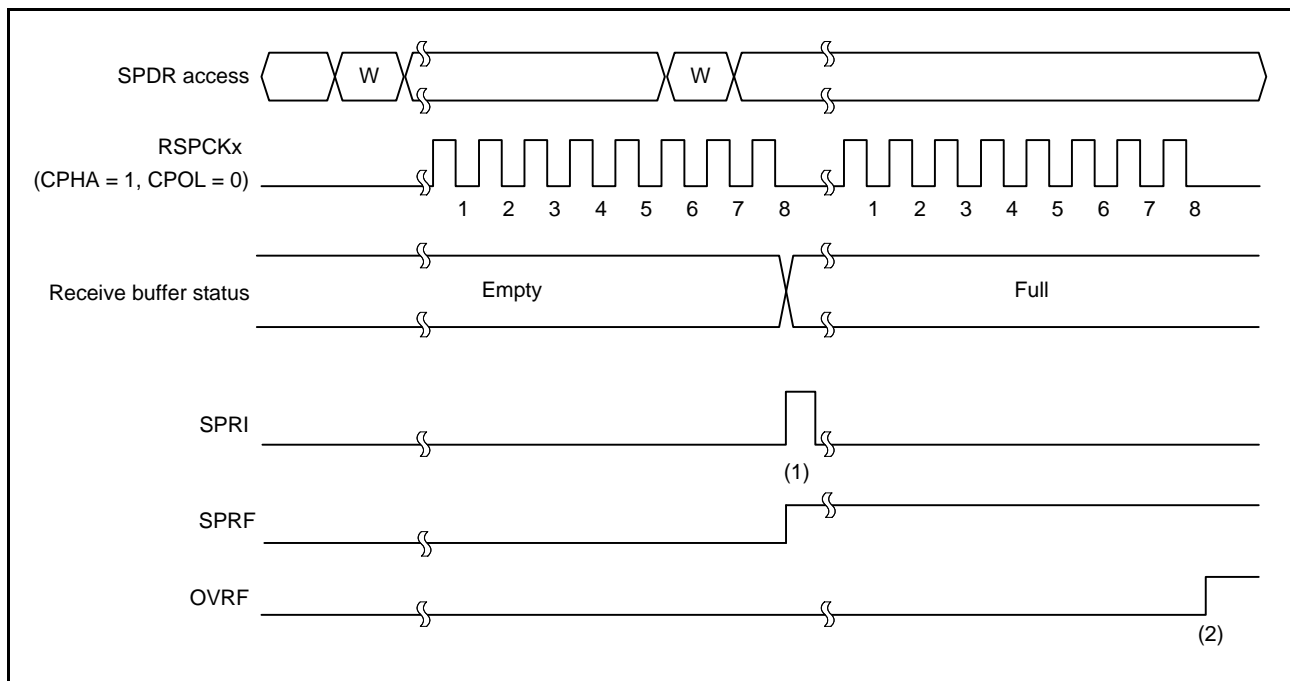 SPDR access W W
RSPCKx
(CPHA = 1, CPOL = 0)
1 2 3 4 5 6 7 8 1 2 3 4 5 6 7 8
Receive buffer status Empty Full
SPRI
(1)
SPRF
OVRF
(2)